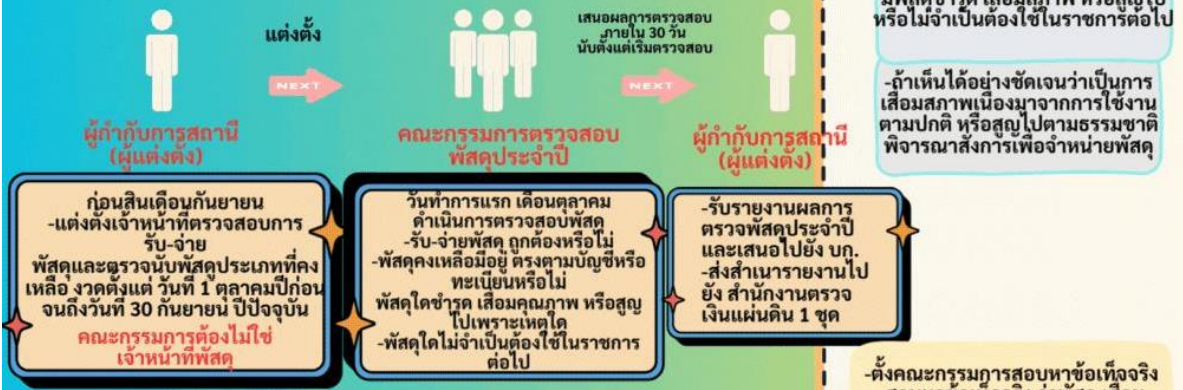 แต่งตั้ง
เสนอผลการตรวจสอบ
ภายใน 30 วัน
นับตั้งแต่เริ่มตรวจสอบ
NEXT
NEXT
ผู้กำกับการสถานี
(ผู้แต่งตั้ง)
คณะกรรมการตรวจสอบ
พัสดุประจำปี
ผู้กำกับการสถานี
(ผู้แต่งตั้ง)
ก่อนสิ้นเดือนกันยายน
-แต่งตั้งเจ้าหน้าที่ตรวจสอบการ
รับ-จ่าย
พัสดุและตรวจนับพัสดุประเภทที่คง
เหลือ งวดตั้งแต่ วันที่ 1 ตุลาคมปีก่อน
จนถึงวันที่ 30 กันยายน ปีปัจจุบัน
คณะกรรมการต้องไม่ใช่
เจ้าหน้าที่พัสดุ
วันทำการแรก เดือนตุลาคม
ดำเนินการตรวจสอบพัสดุ
-รับ-จ่ายพัสดุ ถูกต้องหรือไม่
-พัสดุคงเหลือมีอยู่ ตรงตามบัญชีหรือ
ทะเบียนหรือไม่
พัสดุใดชำรุด เสื่อมคุณภาพ หรือสูญ
ไปเพราะเหตุใด
-พัสดุใดไม่จำเป็นต้องใช้ในราชการ
ต่อไป
-รับรายงานผลการ
ตรวจพัสดุประจำปี
และเสนอไปยัง บก.
-ส่งสำเนารายงานไป
ยัง สำนักงานตรวจ
เงินแผ่นดิน 1 ชุด
มีพัสดุชำรุด เสื่อมสภาพ หรือสูญไป
หรือไม่จำเป็นต้องใช้ในราชการต่อไป
-ถ้าเห็นได้อย่างชัดเจนว่าเป็นการ
เสื่อมสภาพเนื่องมาจากการใช้งาน
ตามปกติ หรือสูญไปตามธรรมชาติ
พิจารณาสั่งการเพื่อจำหน่ายพัสดุ
-ตั้งคณะกรรมการสอบหาข้อเท็จจริง